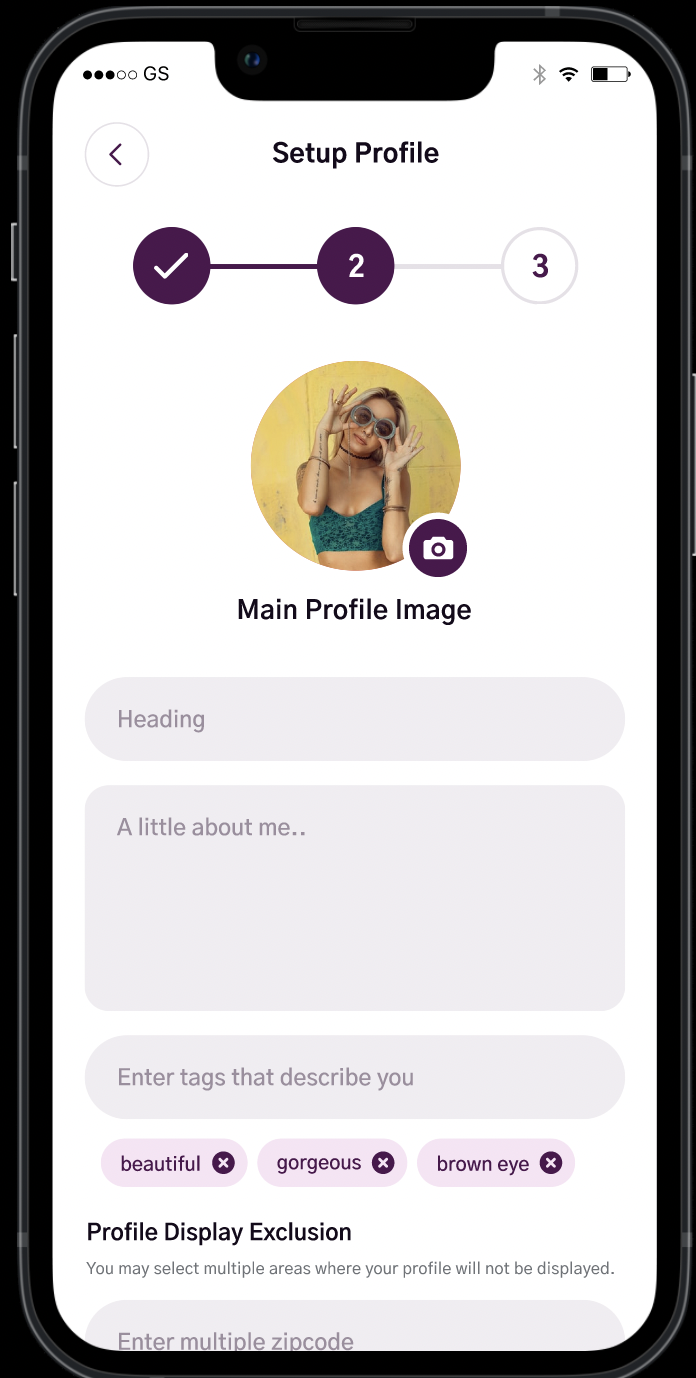 GS
Setup Profile
2
3
Main Profile Image
Heading
A little about me..
Enter tags that describe you
beautiful gorgeous brown eye
Profile Display Exclusion
You may select multiple areas where your profile will not be displayed.
Enter multiple zipcode